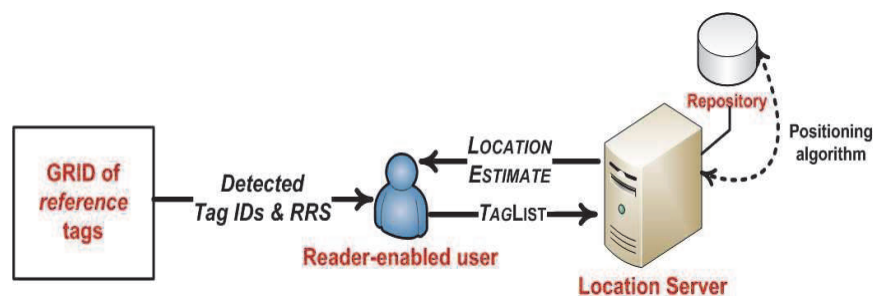 GRID of
reference
tags
Detected
Tag IDs & RRS
LOCATION
ESTIMATE
TAGLIST
Reader-enabled user
Repository
Positioning
algorithm
Location Server